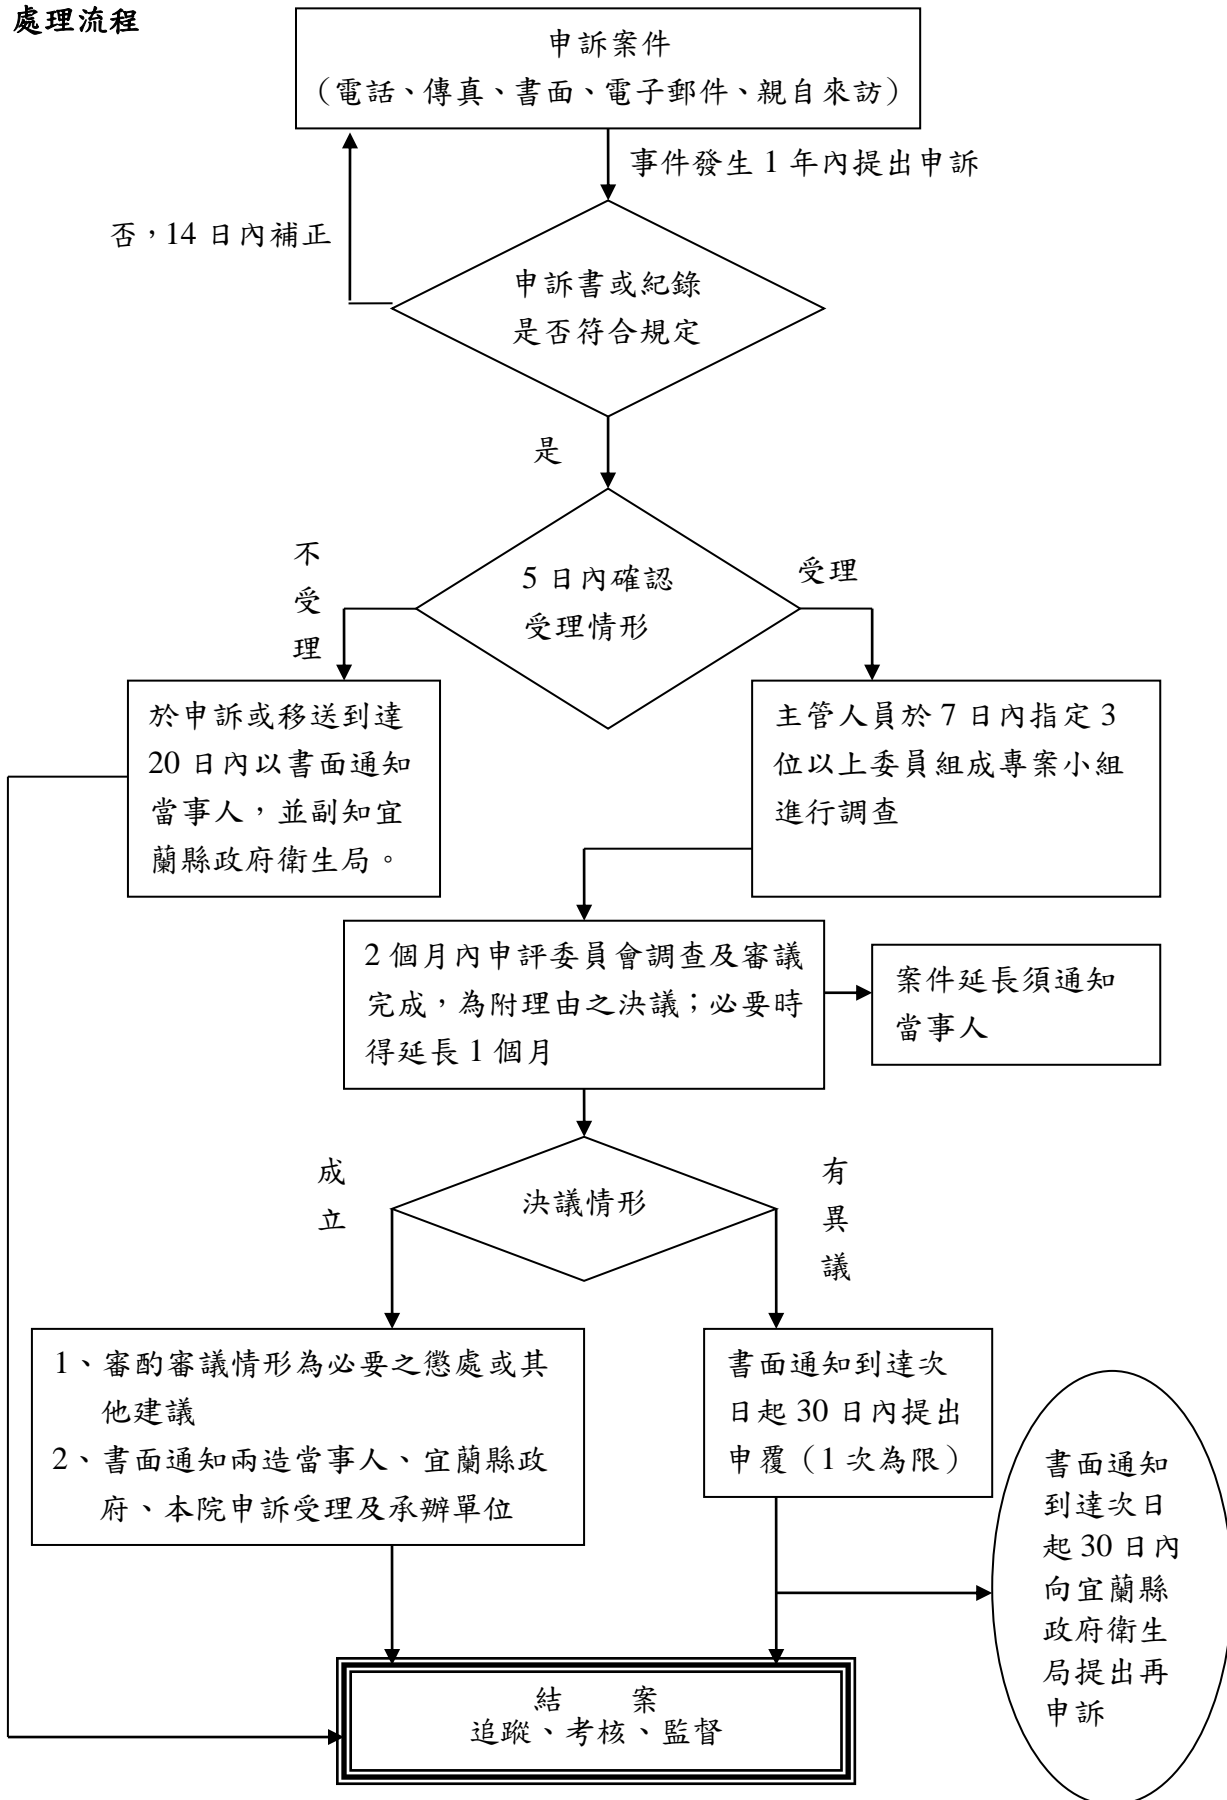 處理流程
申訴案件
（電話、傳真、書面、電子郵件、親自來訪）
事件發生 1 年內提出申訴
否，14 日內補正
申訴書或紀錄
是否符合規定
是
不
受
理
5 日內確認
受理情形
受理
於申訴或移送到達
20 日內以書面通知
當事人，並副知宜
蘭縣政府衛生局。
主管人員於 7 日內指定 3
位以上委員組成專案小組
進行調查
2 個月內申評委員會調查及審議
完成，為附理由之決議；必要時
得延長 1 個月
案件延長須通知
當事人
成
立
決議情形
有
異
議
1、審酌審議情形為必要之懲處或其
他建議
2、書面通知兩造當事人、宜蘭縣政
府、本院申訴受理及承辦單位
書面通知到達次
日起 30 日內提出
申覆（1 次為限）
書面通知
到達次日
起 30 日內
向宜蘭縣
政府衛生
局提出再
申訴
結　　案
追蹤、考核、監督